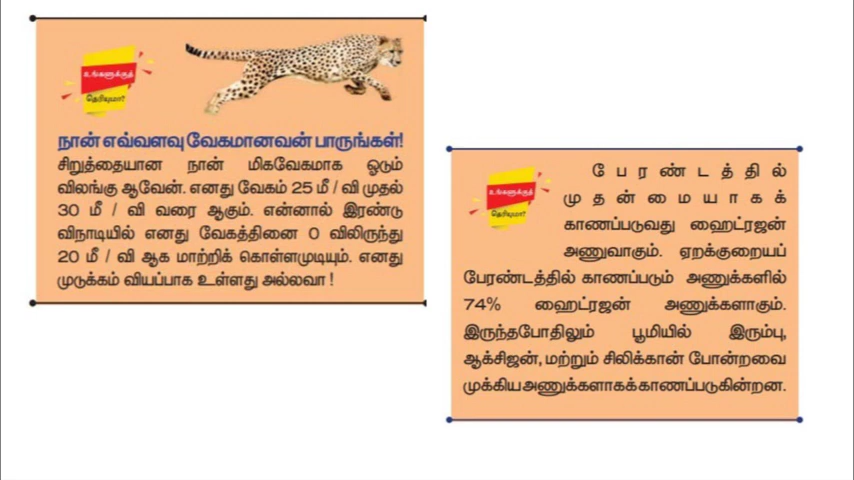 உங்களுக்குத்
தெரியுமா?
நான் எவ்வளவு வேகமானவன் பாருங்கள்!
சிறுத்தையான நான் மிகவேகமாக ஓடும்
விலங்கு ஆவேன். எனது வேகம் 25 மீ / வி முதல்
30 மீ / வி வரை ஆகும். என்னால் இரண்டு
விநாடியில் எனது வேகத்தினை 0 விலிருந்து
20 மீ / வி ஆக மாற்றிக் கொள்ளமுடியும். எனது
முடுக்கம் வியப்பாக உள்ளது அல்லவா !
உங்களுக்குத்
தெரியுமா?
பேரண்டத்தில்
முதன்மையாகக்
காணப்படுவது ஹைட்ரஜன்
அணுவாகும். ஏறக்குறையப்
பேரண்டத்தில் காணப்படும் அணுக்களில்
74% ஹைட்ரஜன் அணுக்களாகும்.
இருந்தபோதிலும் பூமியில் இரும்பு,
ஆக்சிஜன், மற்றும் சிலிக்கான் போன்றவை
முக்கிய அணுக்களாகக் காணப்படுகின்றன.